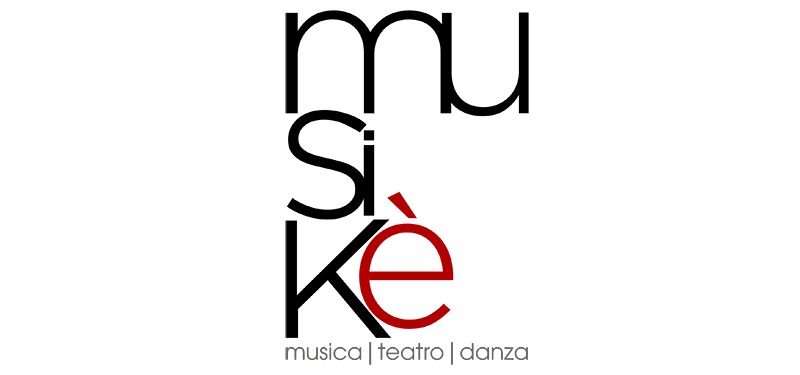 mu
si
kè
musica | teatro | danza